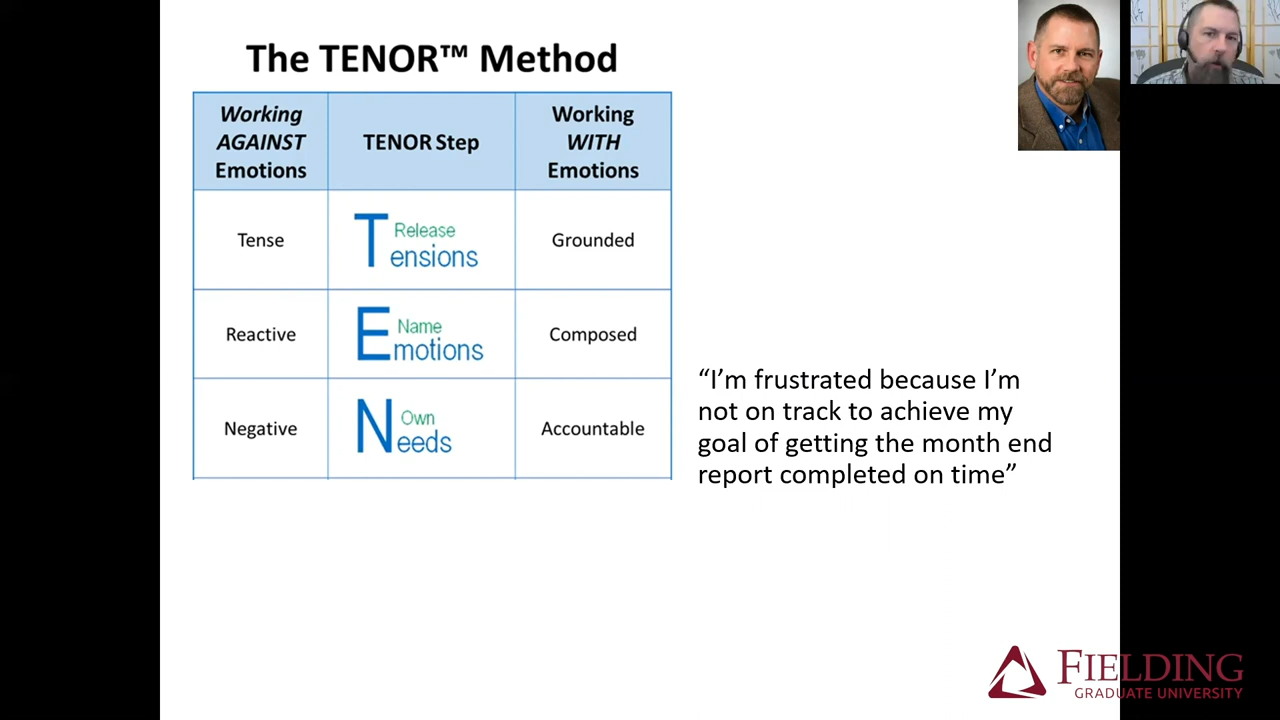 The TENOR™ Method
Working
AGAINST
Emotions
TENOR Step
Working
WITH
Emotions
Tense
Release
Tensions
Grounded
Reactive
Name
Emotions
Composed
Negative
Own
Needs
Accountable
“I’m frustrated because I’m
not on track to achieve my
goal of getting the month end
report completed on time”
FIELDING
GRADUATE UNIVERSITY